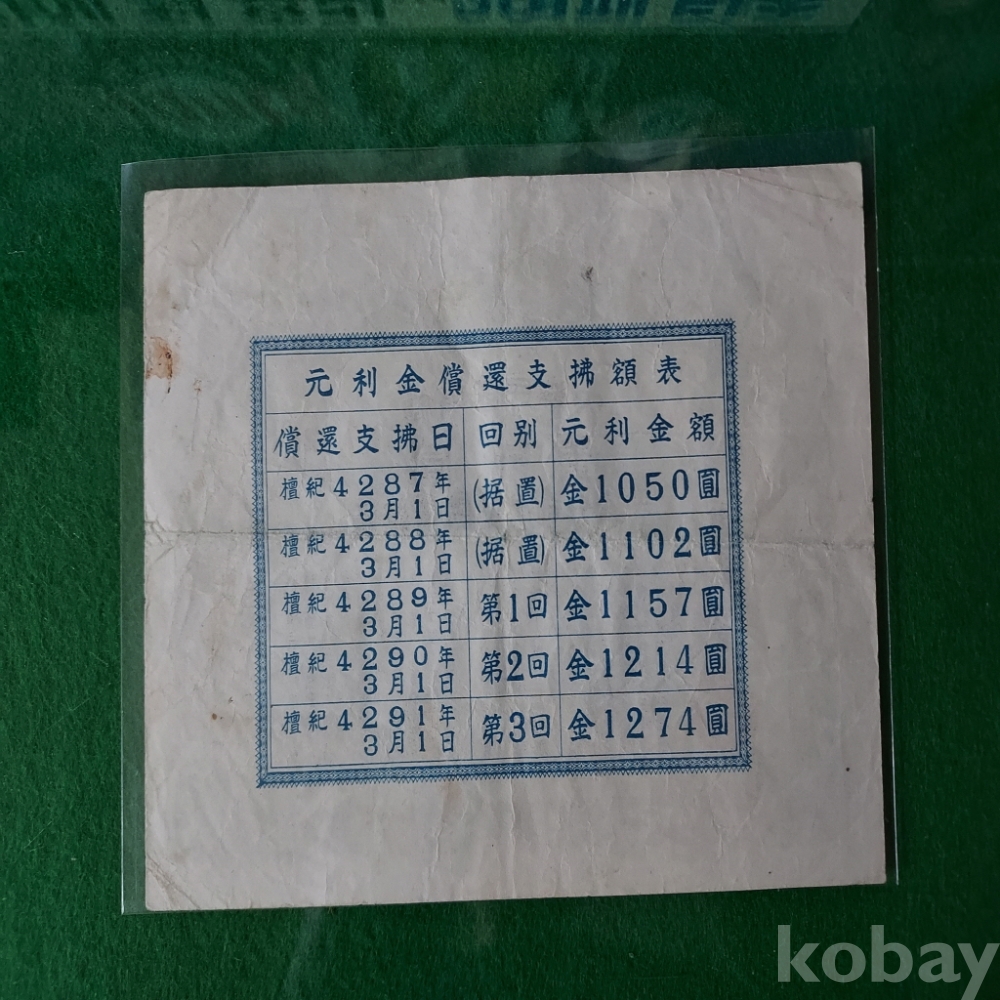 元利金償還支拂額表
償還支拂日 回別 元利金額
檀紀4287年 (据置) 金1050圓
3月1日
檀紀4288年 (据置) 金1102圓
3月1日
檀紀4289年 第1回 金1157圓
3月1日
檀紀4290年 第2回 金1214圓
3月1日
檀紀4291年 第3回 金1274圓
3月1日
kobay